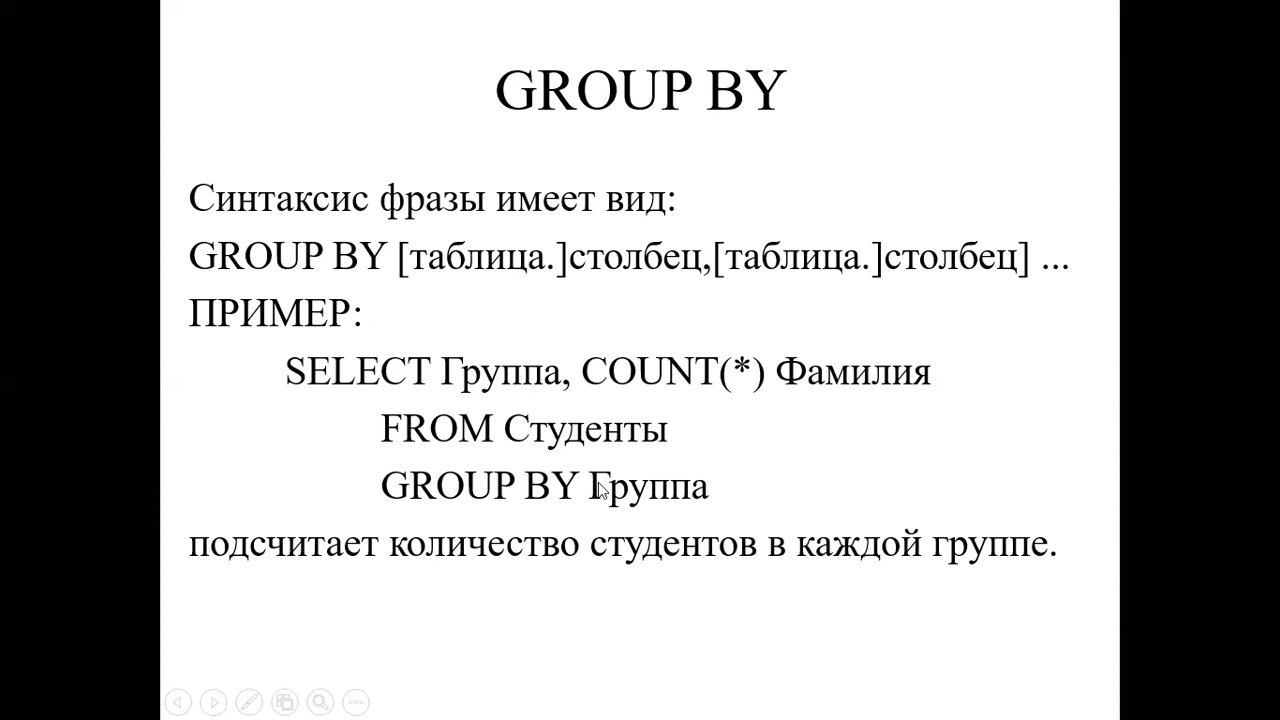 GROUP BY
Синтаксис фразы имеет вид:
GROUP BY [таблица.]столбец,[таблица.]столбец] ...
ПРИМЕР:
SELECT Группа, COUNT(*) Фамилия
FROM Студенты
GROUP BY Группа
подсчитает количество студентов в каждой группе.